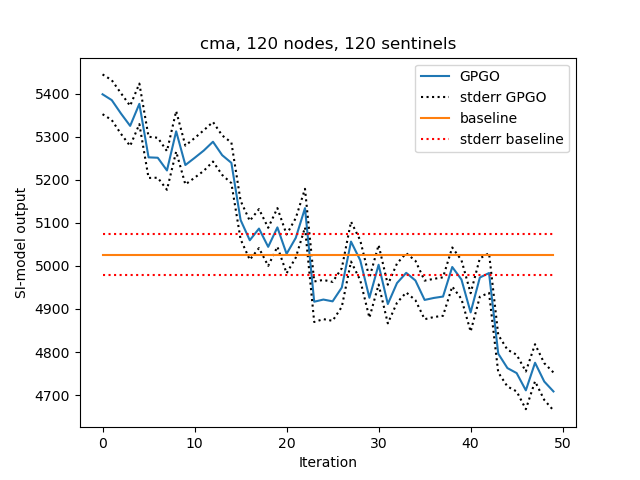 cma, 120 nodes, 120 sentinels
GPGO
stderr GPGO
baseline
stderr baseline
SI-model output
5400
5300
5200
5100
5000
4900
4800
4700
0 10 20 30 40 50
Iteration